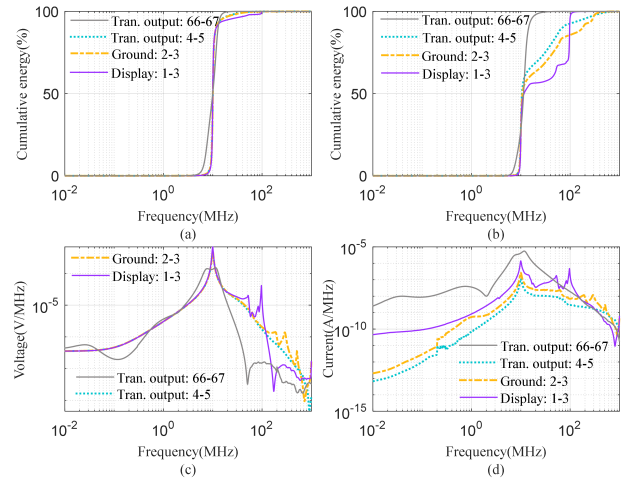 Cumulative energy(%)
100
50
0
Tran. output: 66-67
Tran. output: 4-5
Ground: 2-3
Display: 1-3
10^-2
10^0
10^2
Frequency(MHz)
(a)
Cumulative energy(%)
100
50
0
Tran. output: 66-67
Tran. output: 4-5
Ground: 2-3
Display: 1-3
10^-2
10^0
10^2
Frequency(MHz)
(b)
Voltage(V/MHz)
10^-5
Ground: 2-3
Display: 1-3
Tran. output: 66-67
Tran. output: 4-5
10^-2
10^0
10^2
Frequency(MHz)
(c)
Current(A/MHz)
10^-5
10^-10
10^-15
Tran. output: 66-67
Tran. output: 4-5
Ground: 2-3
Display: 1-3
10^-2
10^0
10^2
Frequency(MHz)
(d)